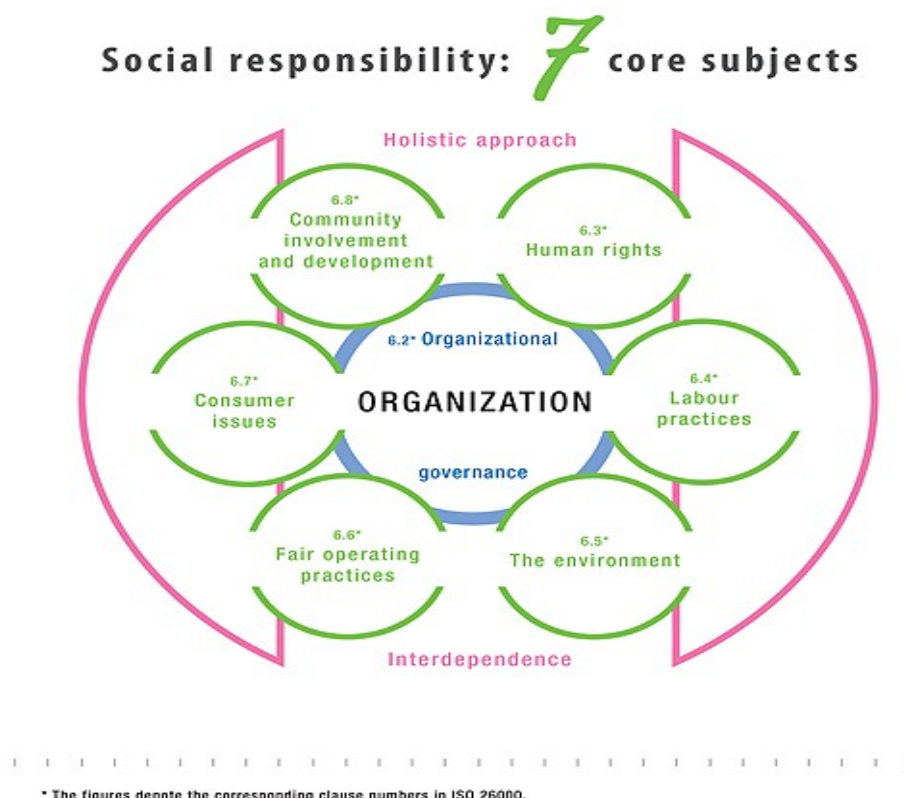 Social responsibility: 7 core subjects
Holistic approach
6.8*
Community
involvement
and development
6.3*
Human rights
6.2* Organizational
6.7*
Consumer
issues
ORGANIZATION
6.4*
Labour
practices
governance
6.6*
Fair operating
practices
6.5*
The environment
Interdependence
* The figures denote the corresponding clause numbers in ISO 26000.